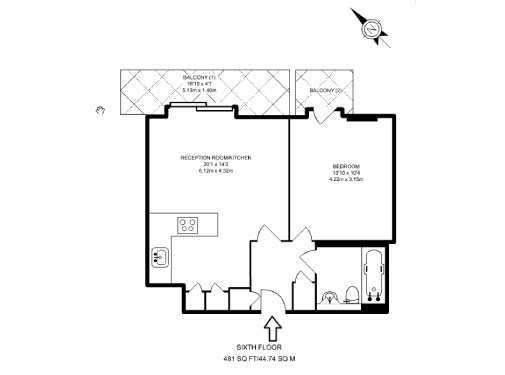 BALCONY (1)
16'10 x 4'7
5.13m x 1.40m
BALCONY (2)
RECEPTION ROOM/KITCHEN
20'1 x 14'2
6.12m x 4.32m
BEDROOM
13'10 x 10'4
4.22m x 3.15m
SIXTH FLOOR
481 SQ FT/44.74 SQ M